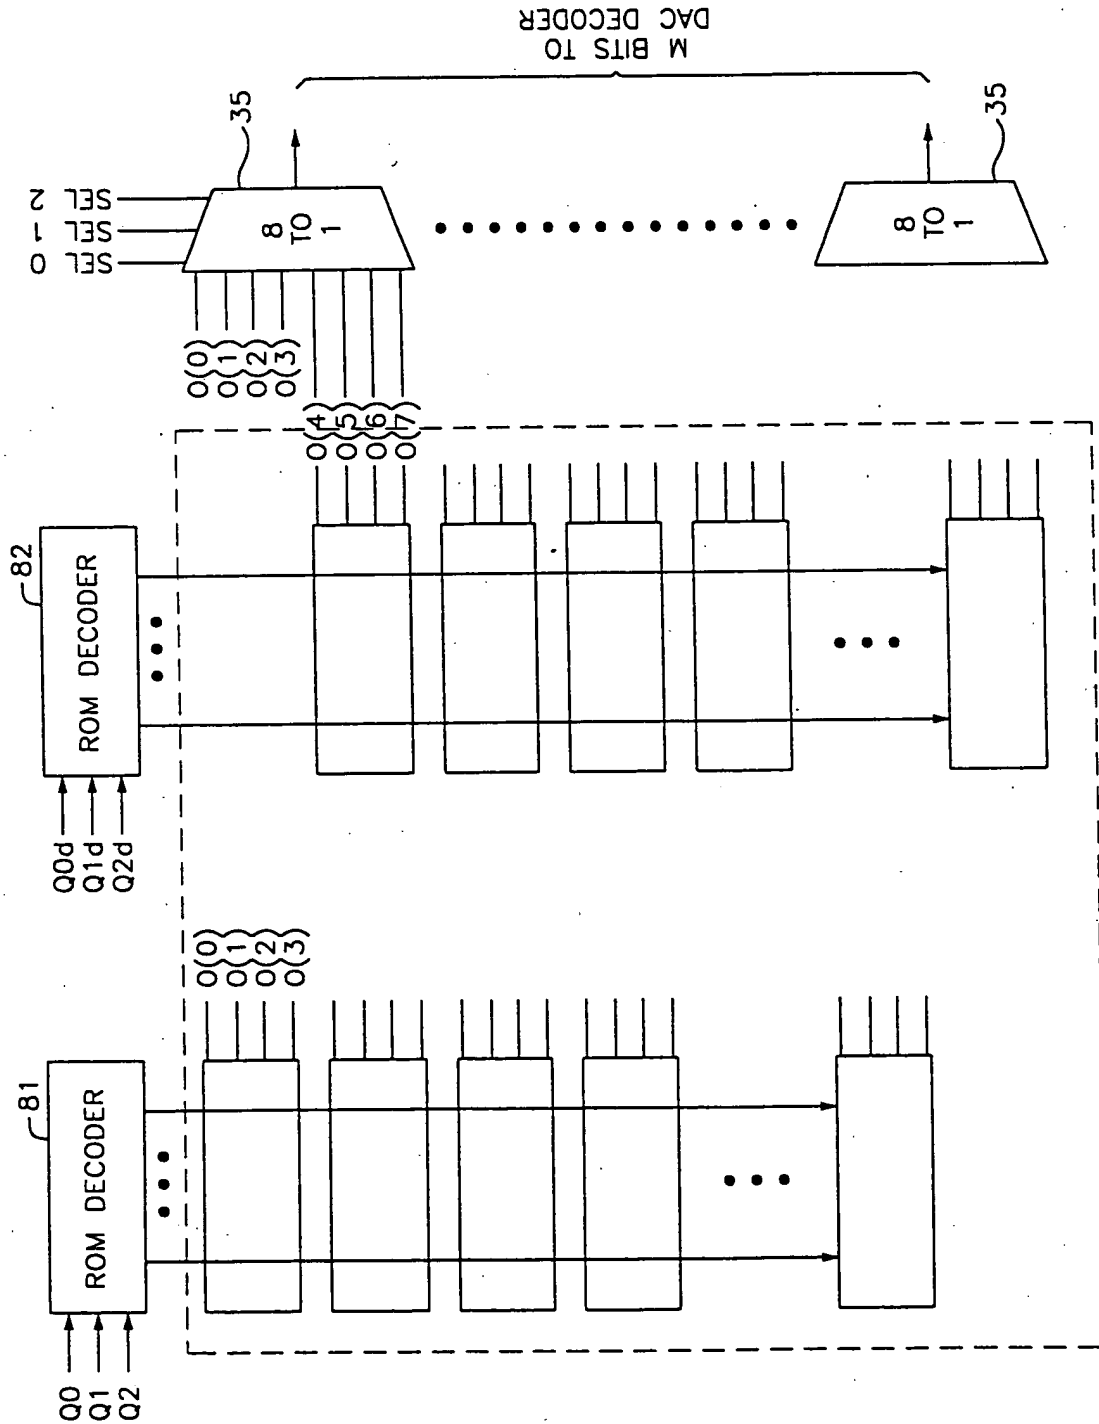 M BITS TO
DAC DECODER
35
SEL 2
SEL 1
SEL 0
8
TO
1
35
8
TO
1
O(0)
O(1)
O(2)
O(3)
O(4)
O(5)
O(6)
O(7)
82
ROM DECODER
Q0d
Q1d
Q2d
O(0)
O(1)
O(2)
O(3)
81
ROM DECODER
Q0
Q1
Q2